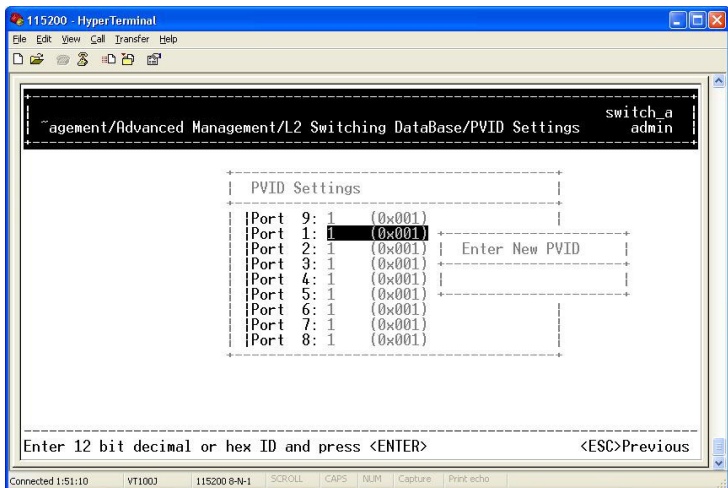 115200 - HyperTerminal
File Edit View Call Transfer Help
switch_a
~agement/Advanced Management/L2 Switching DataBase/PVID Settings admin
PVID Settings
Port 9: 1 (0x001)
Port 1: 1 (0x001)
Port 2: 1 (0x001)
Enter New PVID
Port 3: 1 (0x001)
Port 4: 1 (0x001)
Port 5: 1 (0x001)
Port 6: 1 (0x001)
Port 7: 1 (0x001)
Port 8: 1 (0x001)
Enter 12 bit decimal or hex ID and press <ENTER> <ESC>Previous
Connected 1:51:10 VT100J 115200 8-N-1 SCROLL CAPS NUM Capture Print echo